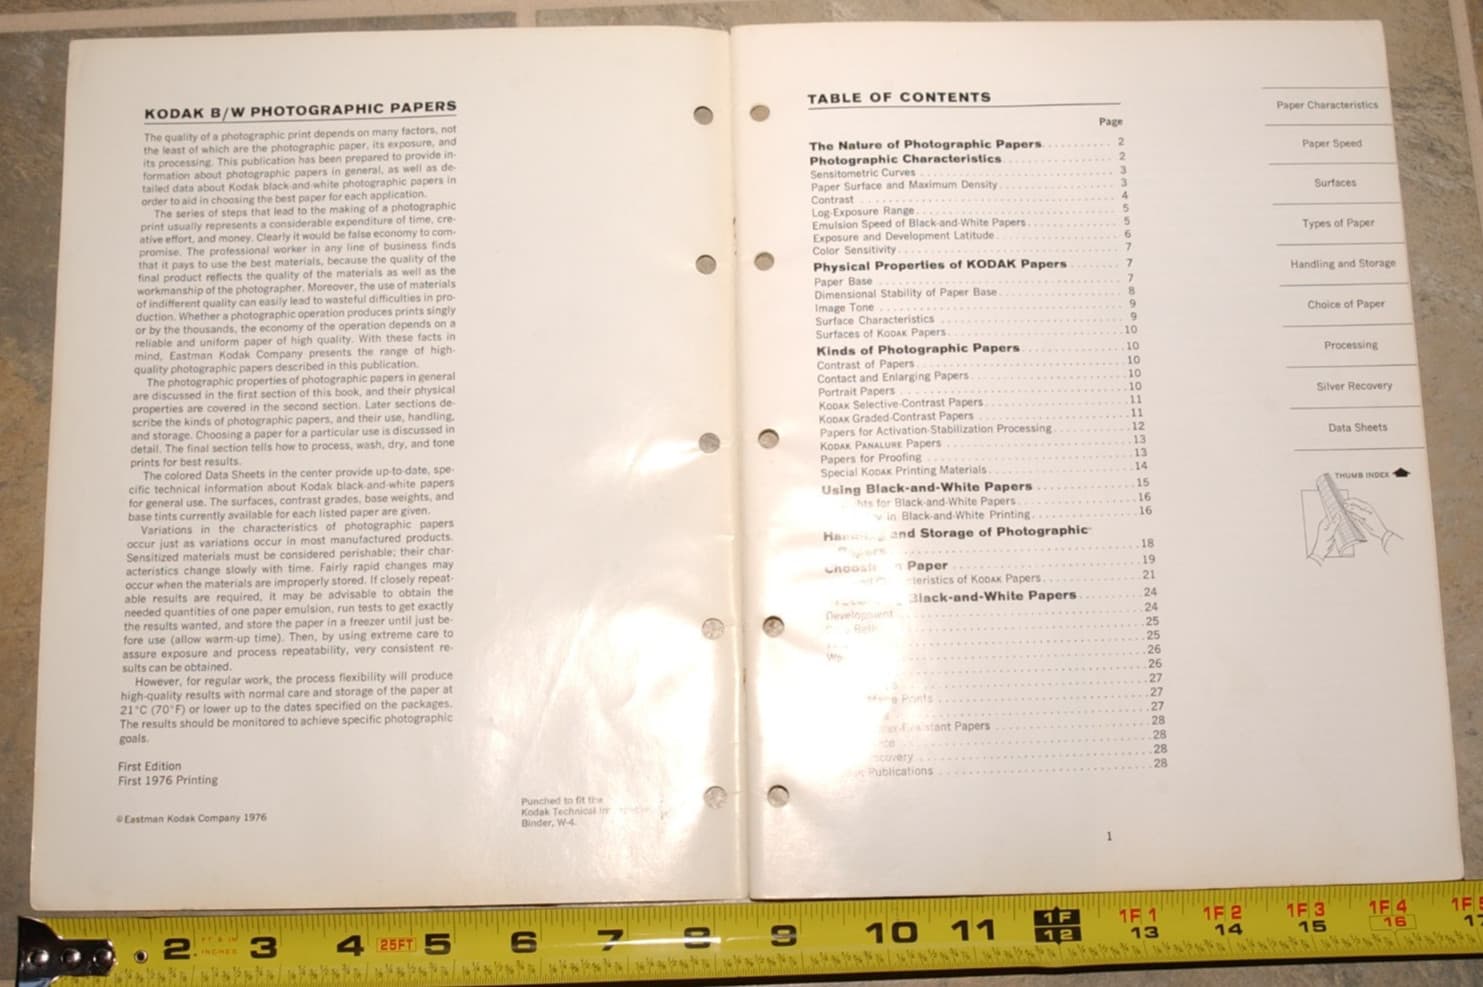 KODAK B/W PHOTOGRAPHIC PAPERS
The quality of a photographic print depends on many factors, not
the least of which are the photographic paper, its exposure, and
its processing. This publication has been prepared to provide in-
formation about photographic papers in general, as well as de-
tailed data about Kodak black-and-white photographic papers in
order to aid in choosing the best paper for each application.
The series of steps that lead to the making of a photographic
print usually represents a considerable expenditure of time, cre-
ative effort, and money. Clearly it would be false economy to com-
promise. The professional worker in any line of business finds
that it pays to use the best materials, because the quality of the
final product reflects the quality of the materials as well as the
workmanship of the photographer. Moreover, the use of materials
of indifferent quality can easily lead to wasteful difficulties in pro-
duction. Whether a photographic operation produces prints singly
or by the thousands, the economy of the operation depends on a
reliable and uniform paper of high quality. With these facts in
mind, Eastman Kodak Company presents the range of high-
quality photographic papers described in this publication.
The photographic properties of photographic papers in general
are discussed in the first section of this book, and their physical
properties are covered in the second section. Later sections de-
scribe the kinds of photographic papers, and their use, handling,
and storage. Choosing a paper for a particular use is discussed in
detail. The final section tells how to process, wash, dry, and tone
prints for best results.
The colored Data Sheets in the center provide up-to-date, spe-
cific technical information about Kodak black-and-white papers
for general use. The surfaces, contrast grades, base weights, and
base tints currently available for each listed paper are given.
Variations in the characteristics of photographic papers
occur just as variations occur in most manufactured products.
Sensitized materials must be considered perishable; their char-
acteristics change slowly with time. Fairly rapid changes may
occur when the materials are improperly stored. If closely repeat-
able results are required, it may be advisable to obtain the
needed quantities of one paper emulsion, run tests to get exactly
the results wanted, and store the paper in a freezer until just be-
fore use (allow warm-up time). Then, by using extreme care to
assure exposure and process repeatability, very consistent re-
sults can be obtained.
However, for regular work, the process flexibility will produce
high-quality results with normal care and storage of the paper at
21°C (70°F) or lower up to the dates specified on the packages.
The results should be monitored to achieve specific photographic
goals.
First Edition
First 1976 Printing
©Eastman Kodak Company 1976
Punched to fit the
Kodak Technical
Binder, W-4.
TABLE OF CONTENTS
Page
The Nature of Photographic Papers 2
Photographic Characteristics 2
Sensitometric Curves 3
Paper Surface and Maximum Density 3
Contrast 4
Log-Exposure Range 5
Emulsion Speed of Black-and-White Papers 5
Exposure and Development Latitude 6
Color Sensitivity 7
Physical Properties of KODAK Papers 7
Paper Base 7
Dimensional Stability of Paper Base 8
Image Tone 9
Surface Characteristics 9
Surfaces of KODAK Papers 10
Kinds of Photographic Papers 10
Contrast of Papers 10
Contact and Enlarging Papers 10
Portrait Papers 10
KODAK Selective-Contrast Papers 11
KODAK Graded-Contrast Papers 11
Papers for Activation-Stabilization Processing 12
KODAK PANALURE Papers 13
Papers for Proofing 13
Special KODAK Printing Materials 14
Using Black-and-White Papers 15
for Black-and-White Papers 16
in Black-and-White Printing 16
and Storage of Photographic
18
Paper 19
of KODAK Papers 21
Black-and-White Papers 24
Development 24
25
25
26
26
27
Prints 27
27
Papers 28
28
28
Publications 28
1
Paper Characteristics
Paper Speed
Surfaces
Types of Paper
Handling and Storage
Choice of Paper
Processing
Silver Recovery
Data Sheets
THUMB INDEX
2 3 4 25FT 5 6 7 8 9 10 11 1F 1F1 1F2 1F3 1F4
12 13 14 15 16